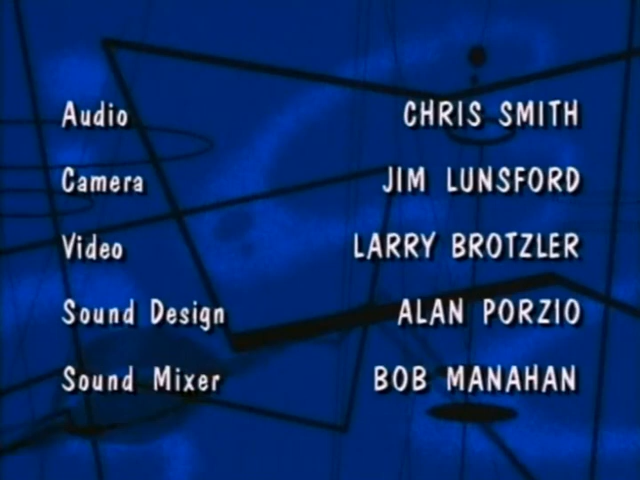 Audio CHRIS SMITH
Camera JIM LUNSFORD
Video LARRY BROTZLER
Sound Design ALAN PORZIO
Sound Mixer BOB MANAHAN